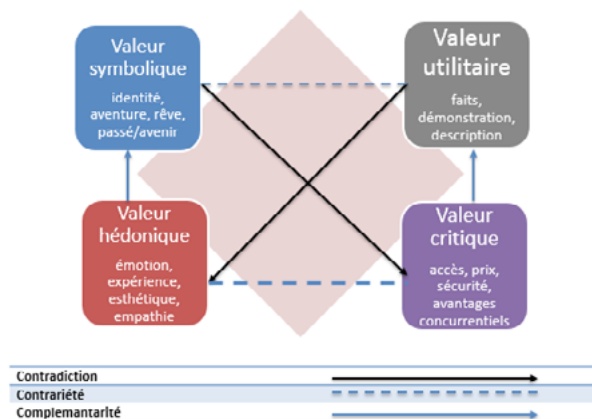 Valeur
symbolique
identité,
aventure, rêve,
passé/avenir
Valeur
utilitaire
faits,
démonstration,
description
Valeur
hédonique
émotion,
expérience,
esthétique,
empathie
Valeur
critique
accès, prix,
sécurité,
avantages
concurrentiels
Contradiction
Contrariété
Complémantarité